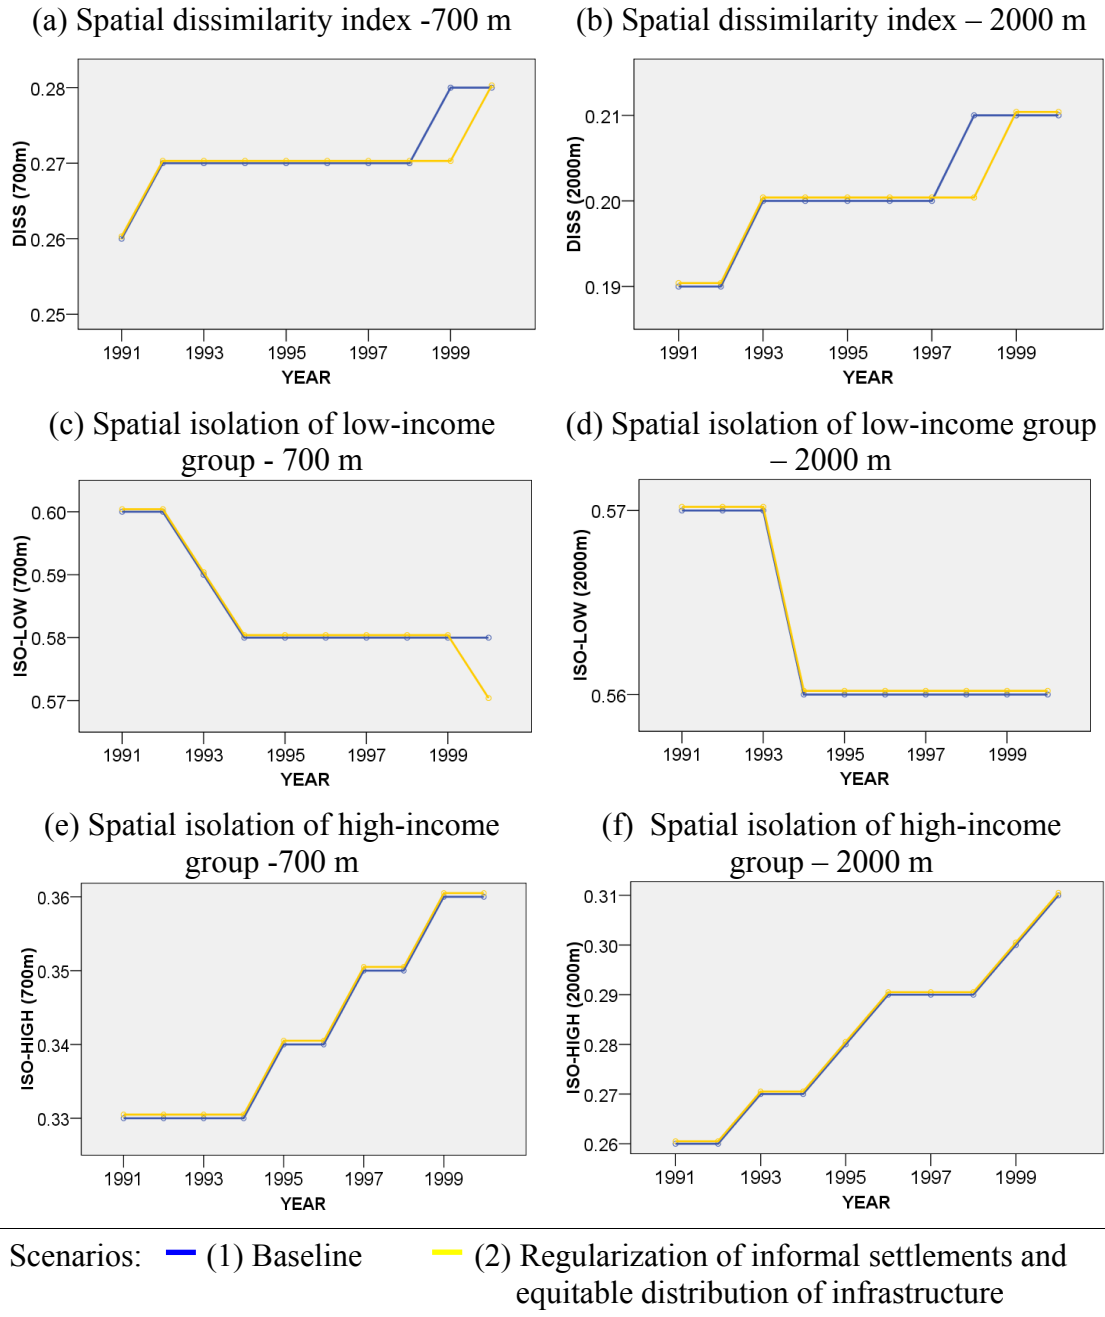 (a) Spatial dissimilarity index -700 m
DISS (700m)
0.28
0.27
0.26
0.25
1991 1993 1995 1997 1999
YEAR
(b) Spatial dissimilarity index – 2000 m
DISS (2000m)
0.21
0.20
0.19
1991 1993 1995 1997 1999
YEAR
(c) Spatial isolation of low-income
group - 700 m
ISO-LOW (700m)
0.60
0.59
0.58
0.57
1991 1993 1995 1997 1999
YEAR
(d) Spatial isolation of low-income group
– 2000 m
ISO-LOW (2000m)
0.57
0.56
1991 1993 1995 1997 1999
YEAR
(e) Spatial isolation of high-income
group -700 m
ISO-HIGH (700m)
0.36
0.35
0.34
0.33
1991 1993 1995 1997 1999
YEAR
(f) Spatial isolation of high-income
group – 2000 m
ISO-HIGH (2000m)
0.31
0.30
0.29
0.28
0.27
0.26
1991 1993 1995 1997 1999
YEAR
Scenarios: (1) Baseline (2) Regularization of informal settlements and
equitable distribution of infrastructure